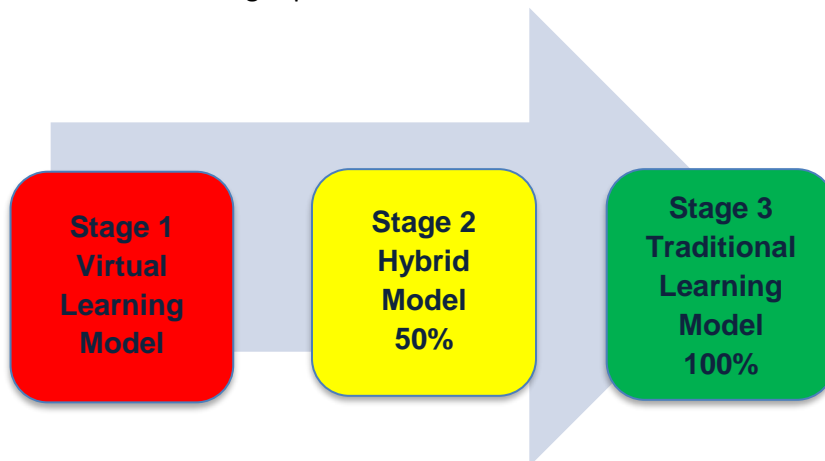 Stage 1
Virtual
Learning
Model
Stage 2
Hybrid
Model
50%
Stage 3
Traditional
Learning
Model
100%